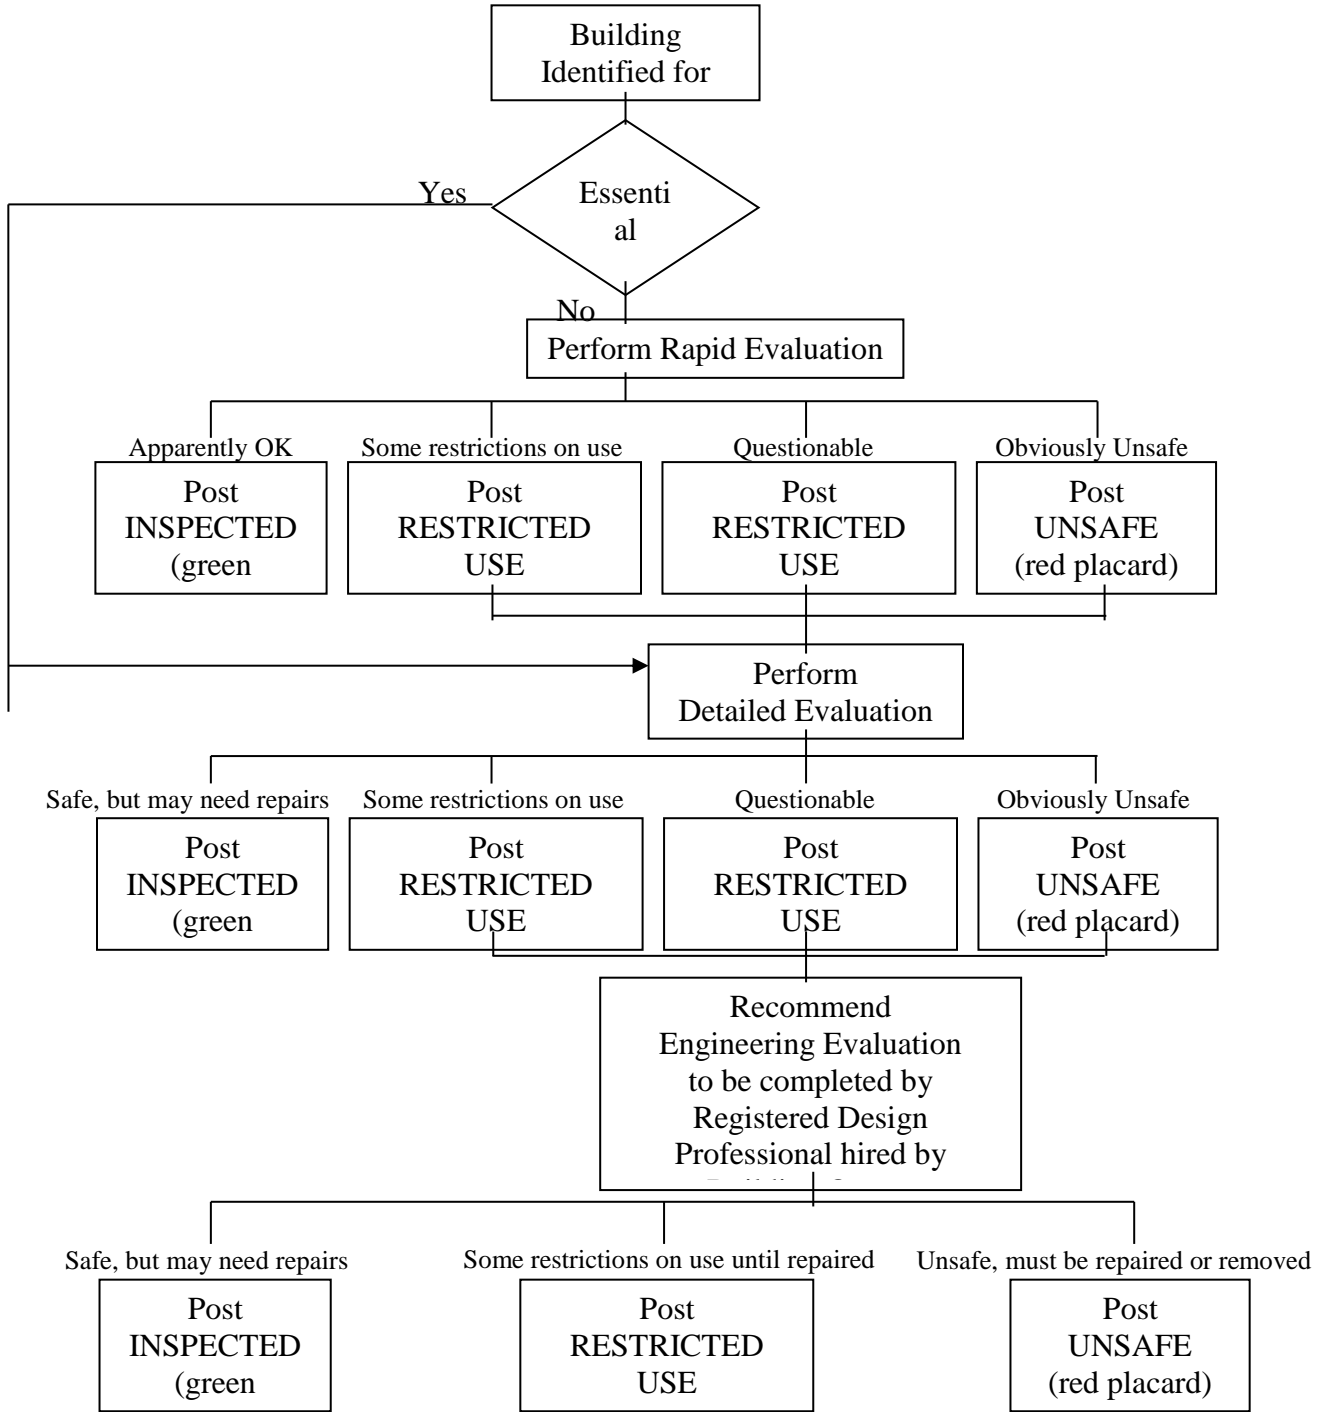 Building
Identified for
Yes
Essenti
al
No
Perform Rapid Evaluation
Apparently OK
Some restrictions on use
Questionable
Obviously Unsafe
Post
INSPECTED
(green
Post
RESTRICTED
USE
Post
RESTRICTED
USE
Post
UNSAFE
(red placard)
Perform
Detailed Evaluation
Safe, but may need repairs
Some restrictions on use
Questionable
Obviously Unsafe
Post
INSPECTED
(green
Post
RESTRICTED
USE
Post
RESTRICTED
USE
Post
UNSAFE
(red placard)
Recommend
Engineering Evaluation
to be completed by
Registered Design
Professional hired by
Safe, but may need repairs
Some restrictions on use until repaired
Unsafe, must be repaired or removed
Post
INSPECTED
(green
Post
RESTRICTED
USE
Post
UNSAFE
(red placard)